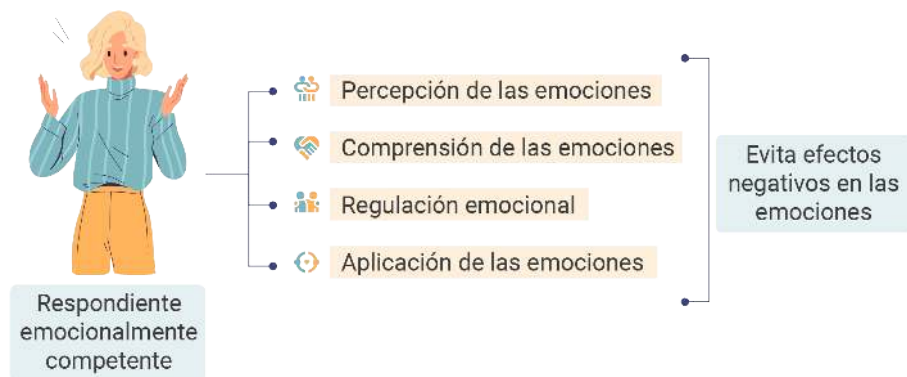 Percepción de las emociones
Comprensión de las emociones
Regulación emocional
Aplicación de las emociones
Evita efectos
negativos en las
emociones
Respondiente
emocionalmente
competente